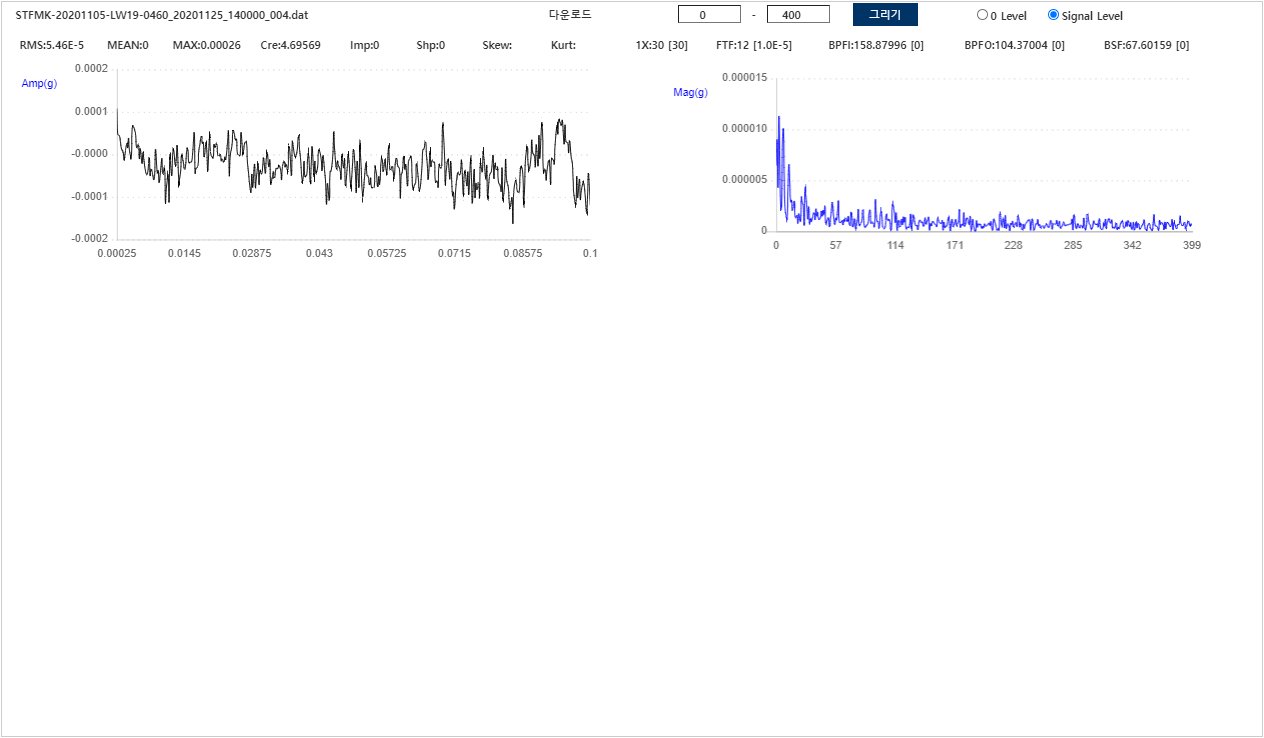 STFMK-20201105-LW19-0460_20201125_140000_004.dat 다운로드 0 - 400 그리기 0 Level Signal Level
RMS:5.46E-5 MEAN:0 MAX:0.00026 Cre:4.69569 Imp:0 Shp:0 Skew: Kurt: 1X:30 [30] FTF:12 [1.0E-5] BPFI:158.87996 [0] BPFO:104.37004 [0] BSF:67.60159 [0]
Amp(g)
0.0002
0.0001
-0.0000
-0.0001
-0.0002
0.00025 0.0145 0.02875 0.043 0.05725 0.0715 0.08575 0.1
Mag(g)
0.000015
0.000010
0.000005
0
0 57 114 171 228 285 342 399